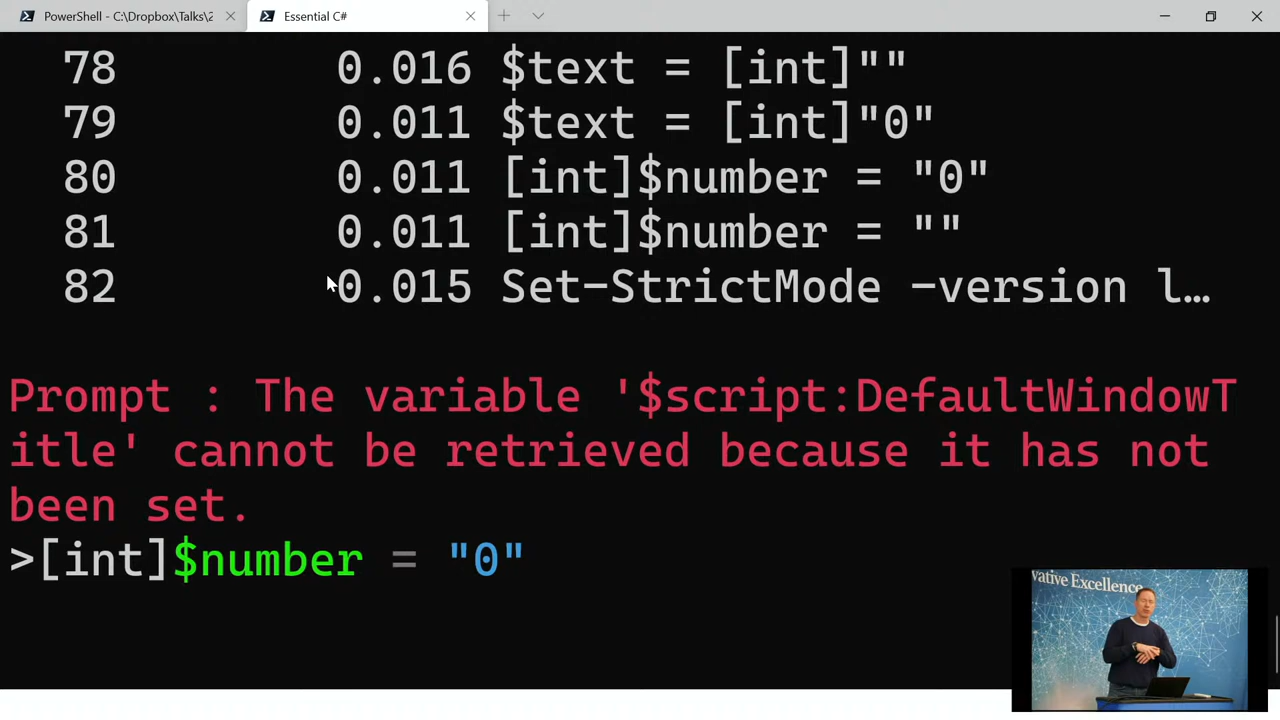 PowerShell - C:\Dropbox\Talks\2
Essential C#
78 0.016 $text = [int]""
79 0.011 $text = [int]"0"
80 0.011 [int]$number = "0"
81 0.011 [int]$number = ""
82 0.015 Set-StrictMode -version l…
Prompt : The variable '$script:DefaultWindowT
itle' cannot be retrieved because it has not
been set.
>[int]$number = "0"
vative Excellence